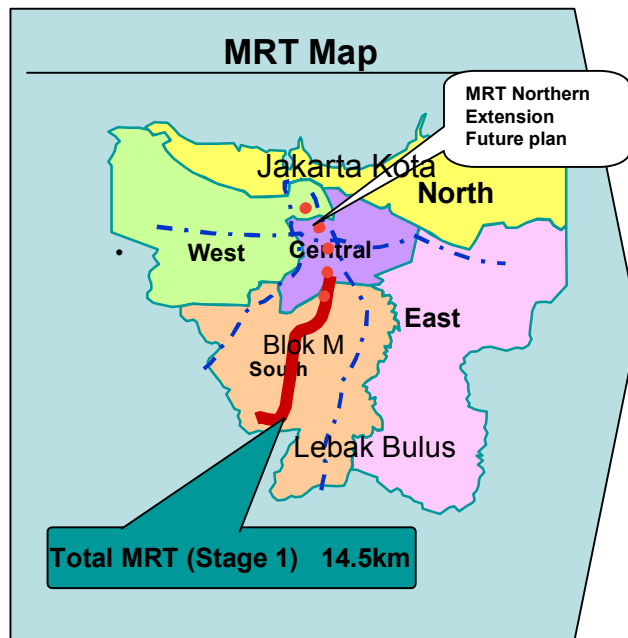 MRT Map
MRT Northern
Extension
Future plan
Jakarta Kota
North
West
Central
East
Blok M
South
Lebak Bulus
Total MRT (Stage 1) 14.5km